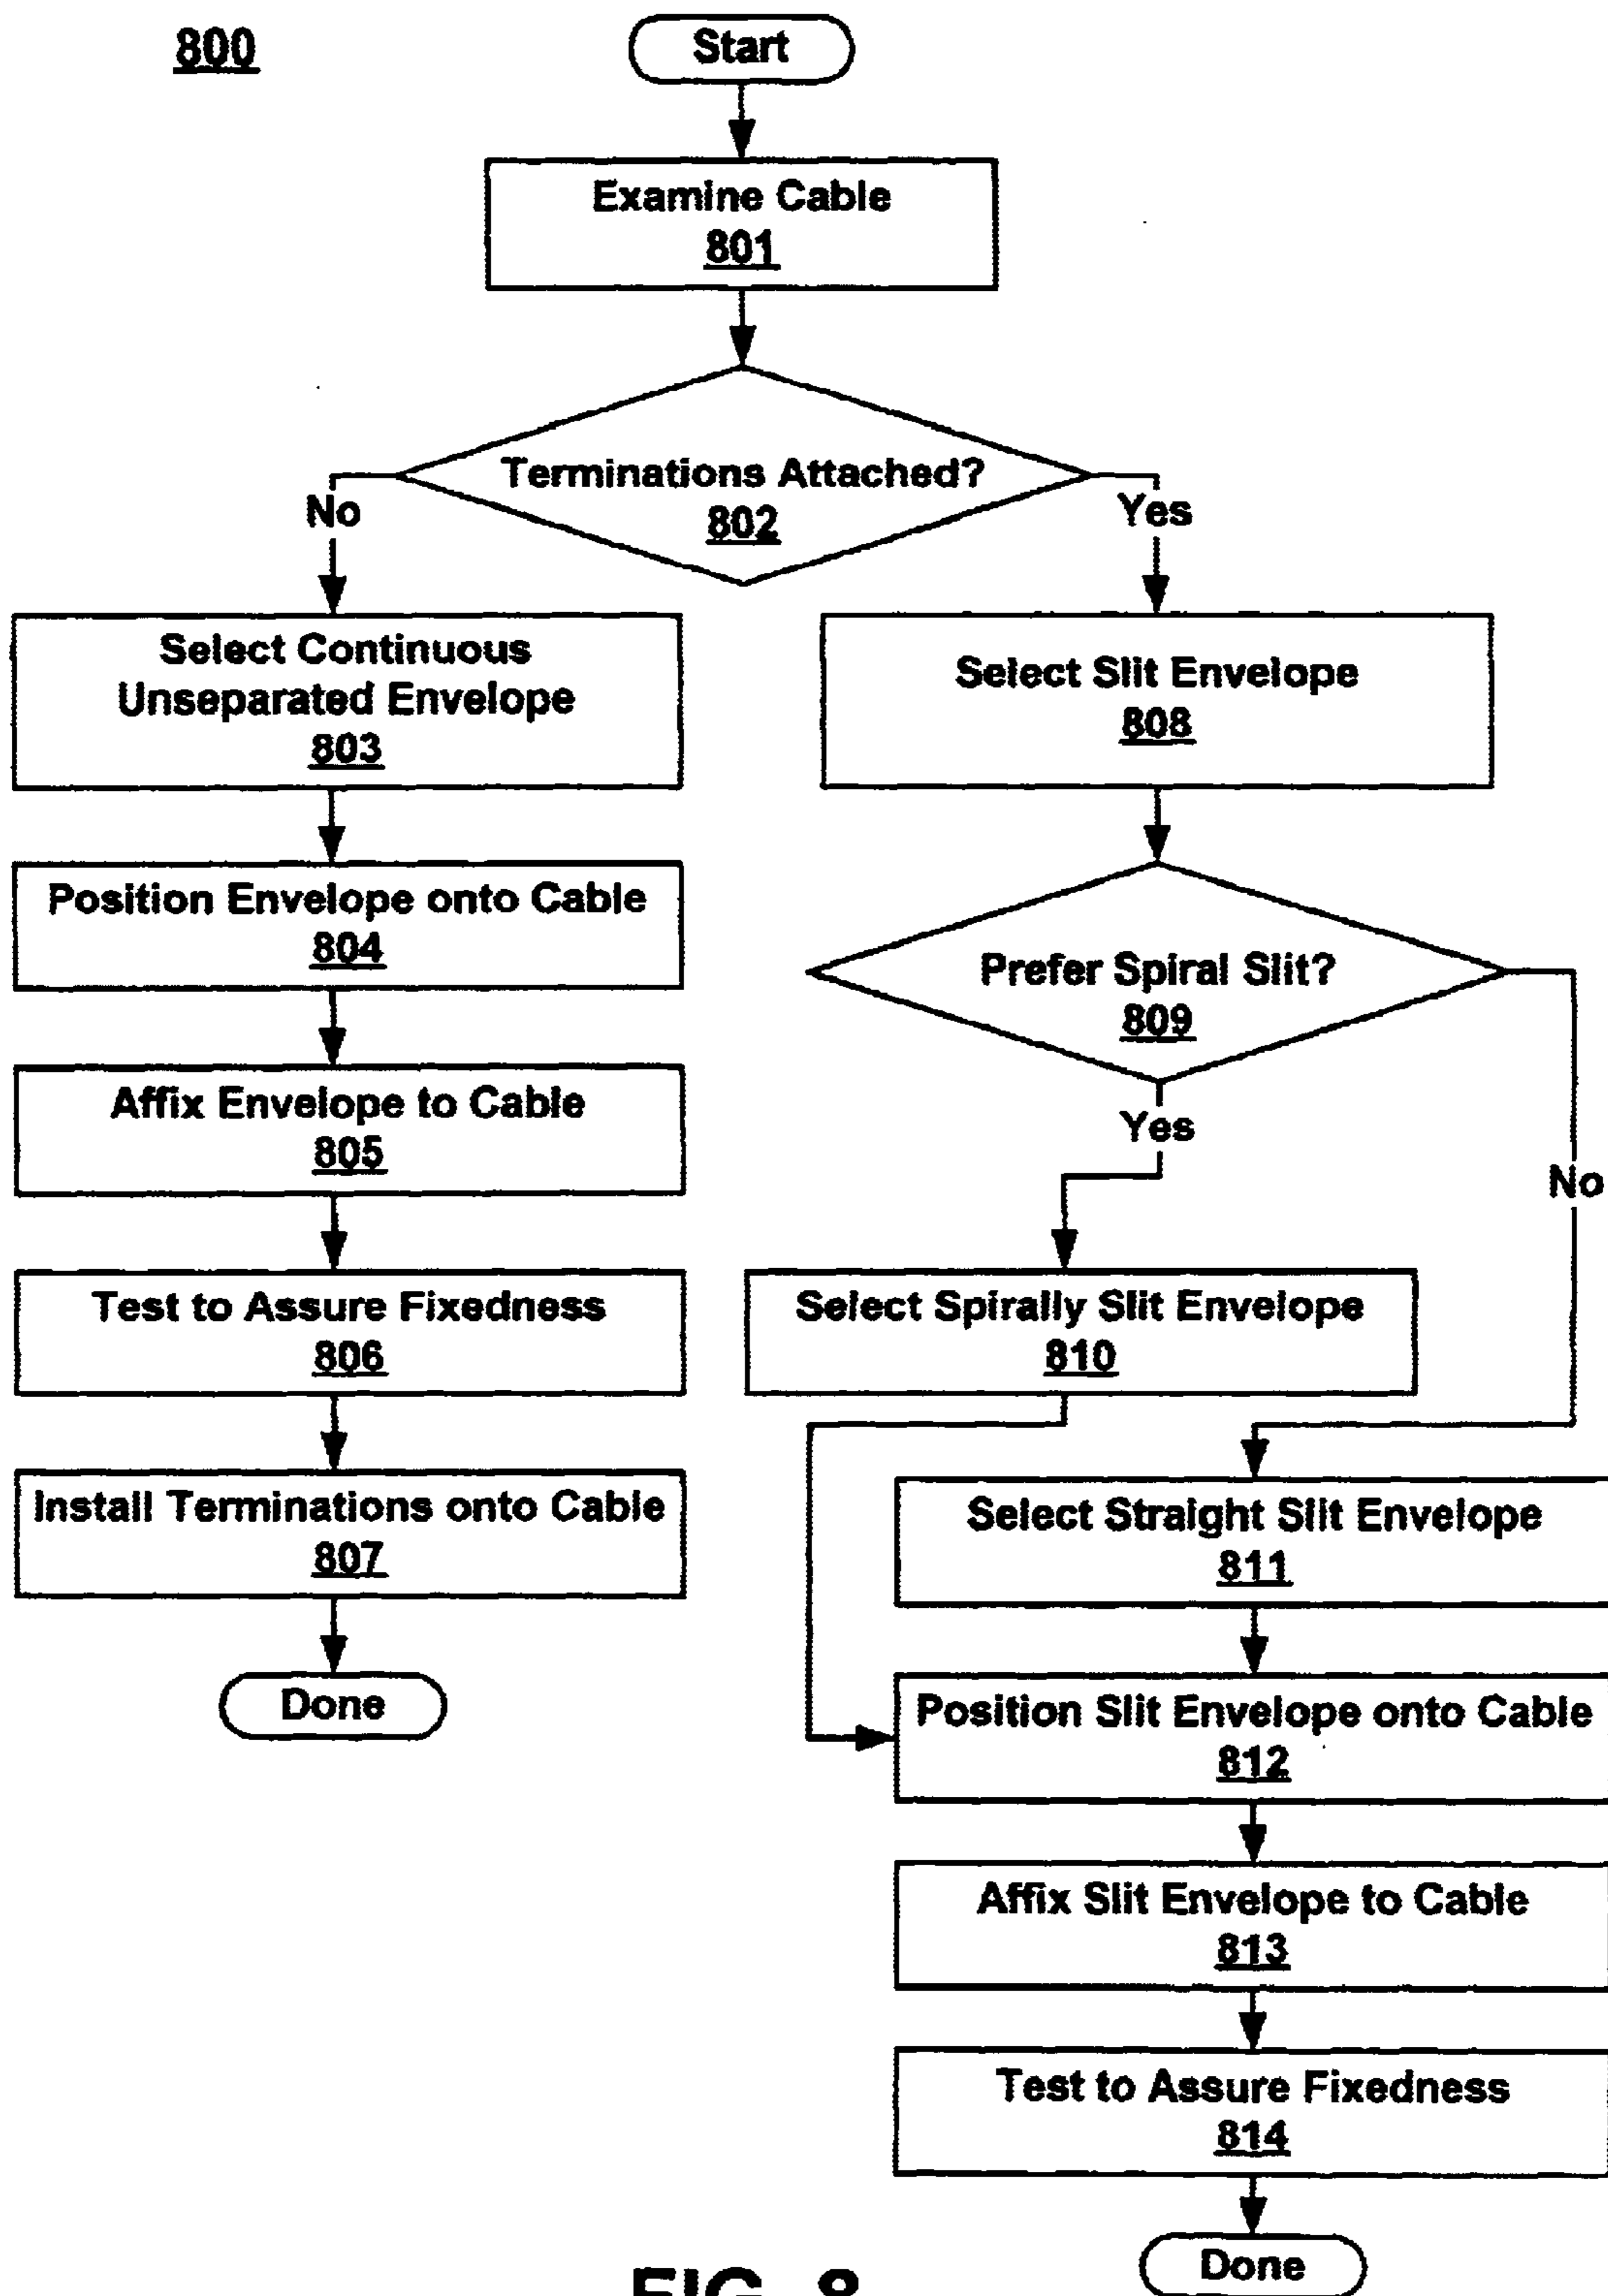 800
Start
Examine Cable
801
Terminations Attached?
802
No
Yes
Select Continuous
Unseparated Envelope
803
Position Envelope onto Cable
804
Affix Envelope to Cable
805
Test to Assure Fixedness
806
Install Terminations onto Cable
807
Done
Select Slit Envelope
808
Prefer Spiral Slit?
809
Yes
No
Select Spirally Slit Envelope
810
Select Straight Slit Envelope
811
Position Slit Envelope onto Cable
812
Affix Slit Envelope to Cable
813
Test to Assure Fixedness
814
Done
FIG. 8